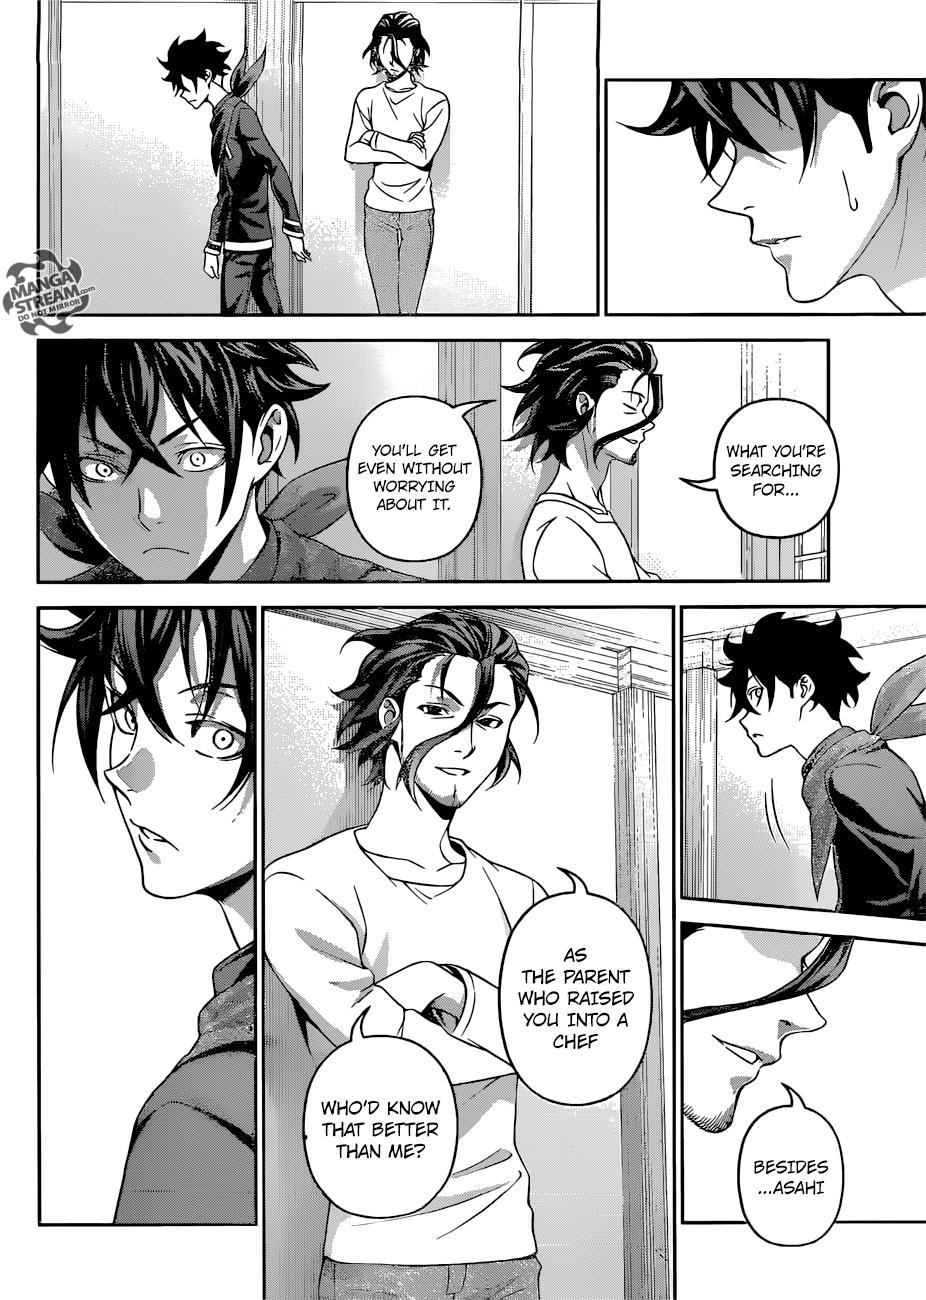 MANGA
STREAM.com
DO NOT MIRROR
WHAT YOU'RE
SEARCHING
FOR...
YOU'LL GET
EVEN WITHOUT
WORRYING
ABOUT IT.
BESIDES
...ASAHI
AS
THE PARENT
WHO RAISED
YOU INTO A
CHEF
WHO'D KNOW
THAT BETTER
THAN ME?